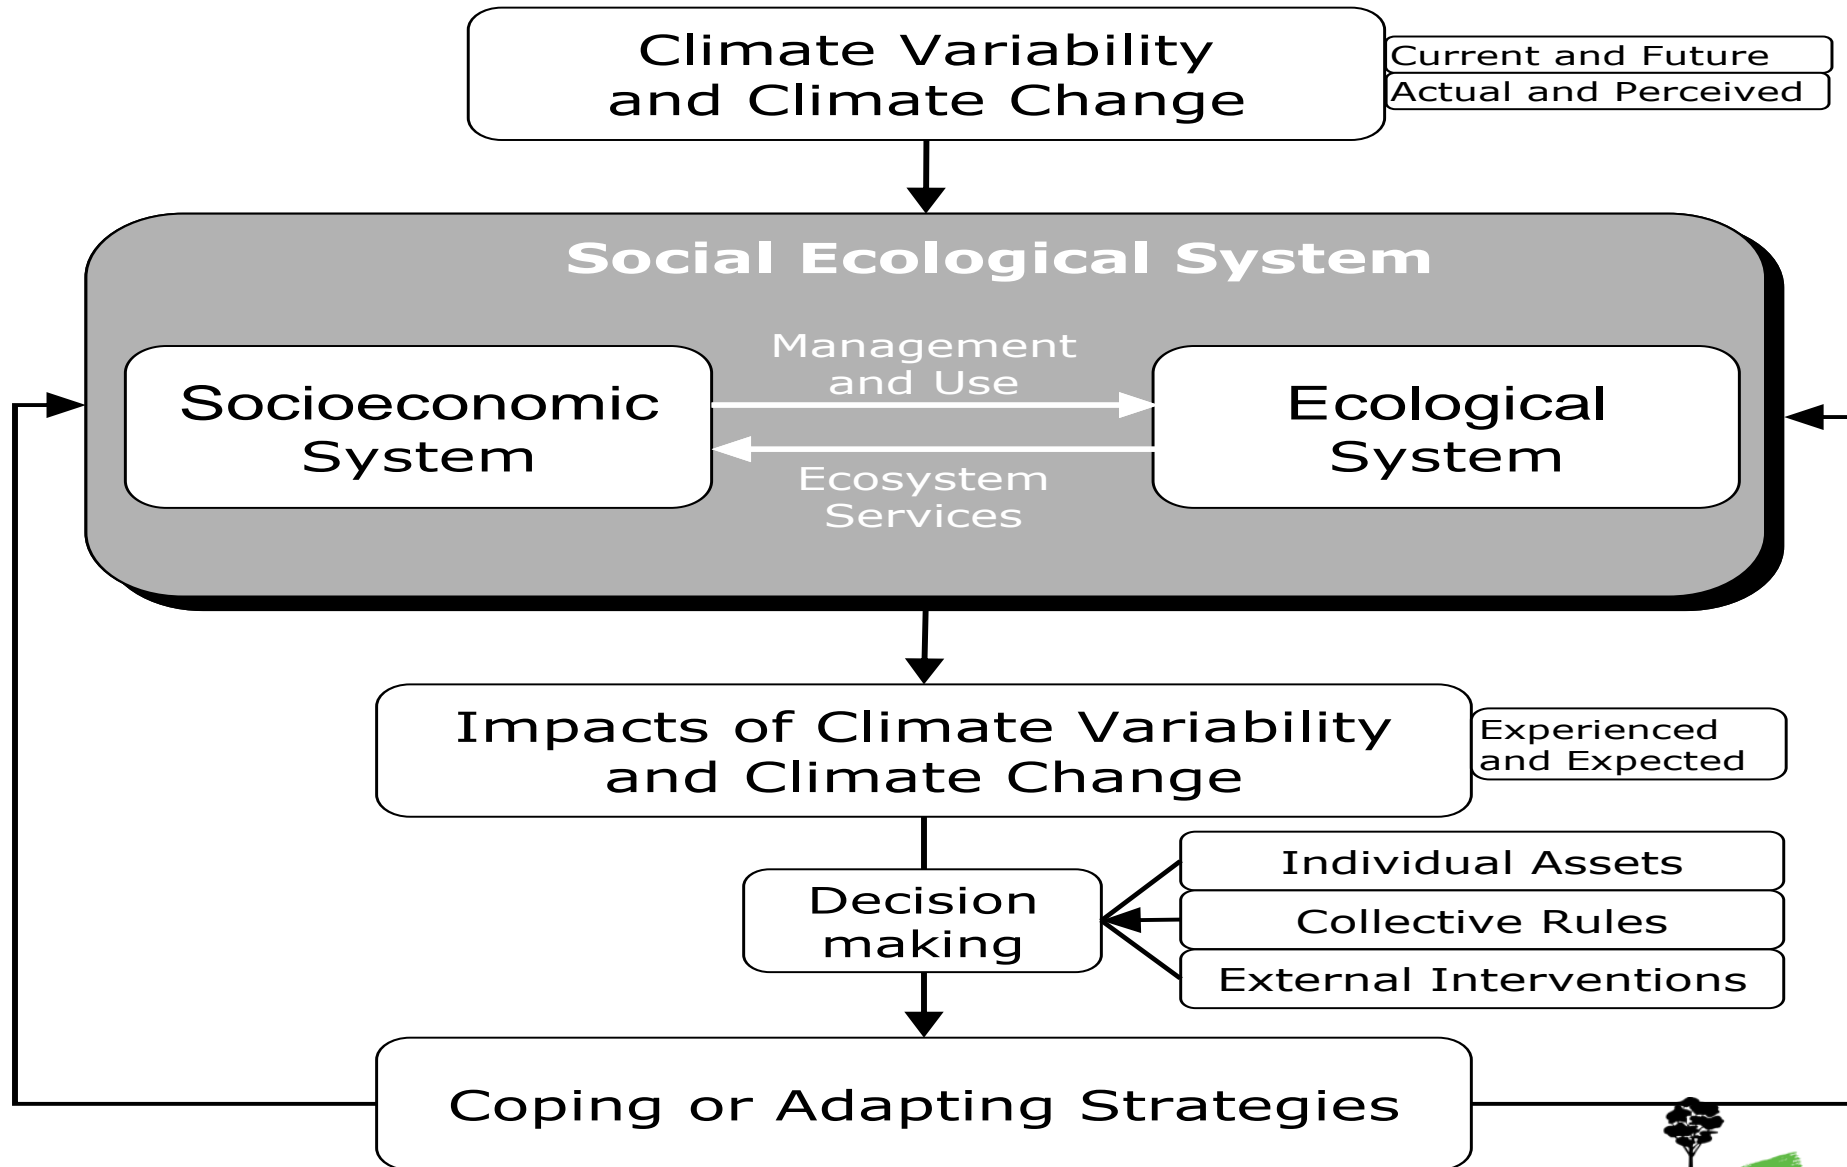 Climate Variability
and Climate Change
Current and Future
Actual and Perceived
Social Ecological System
Management
and Use
Socioeconomic
System
Ecological
System
Ecosystem
Services
Impacts of Climate Variability
and Climate Change
Experienced
and Expected
Individual Assets
Decision
making
Collective Rules
External Interventions
Coping or Adapting Strategies